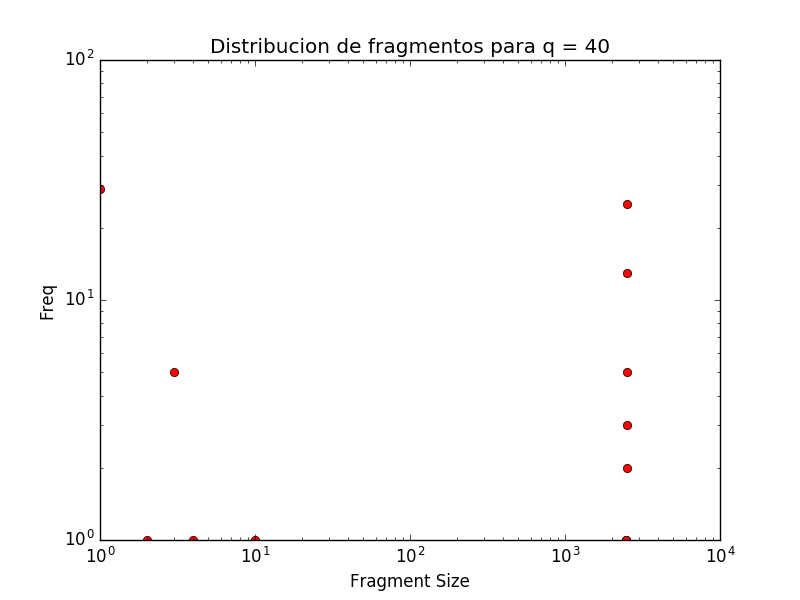 Distribucion de fragmentos para q = 40
10^2
10^1
10^0
Freq
10^0 10^1 10^2 10^3 10^4
Fragment Size